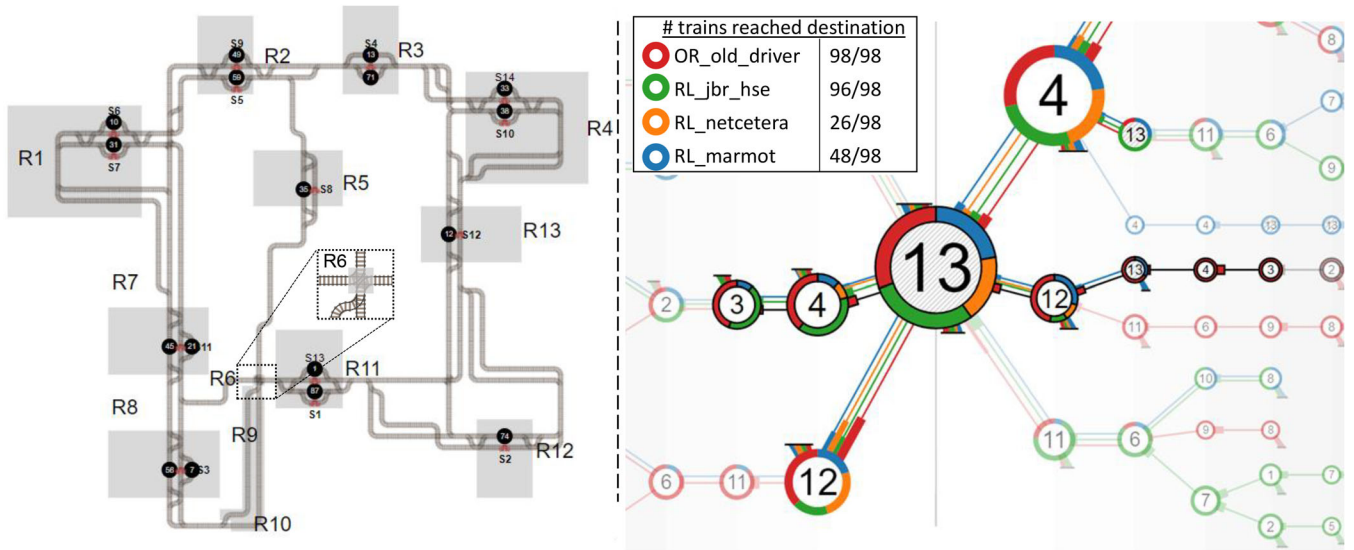 S9
49
R2
59
S5
S4
13
R3
71
S14
33
38
S10
R4
S6
10
R1
31
S7
35
S8
R5
12
S12
R13
R6
R7
45
21
11
S13
1
R11
R6
87
S1
R8
R9
74
S2
R12
56
7
S3
R10
# trains reached destination
OR_old_driver 98/98
RL_jbr_hse 96/98
RL_netcetera 26/98
RL_marmot 48/98
8
4
13
11
6
7
9
4
4
13
13
13
4
3
2
2
3
4
12
11
6
9
8
10
8
11
6
9
8
1
7
7
2
5
6
11
12